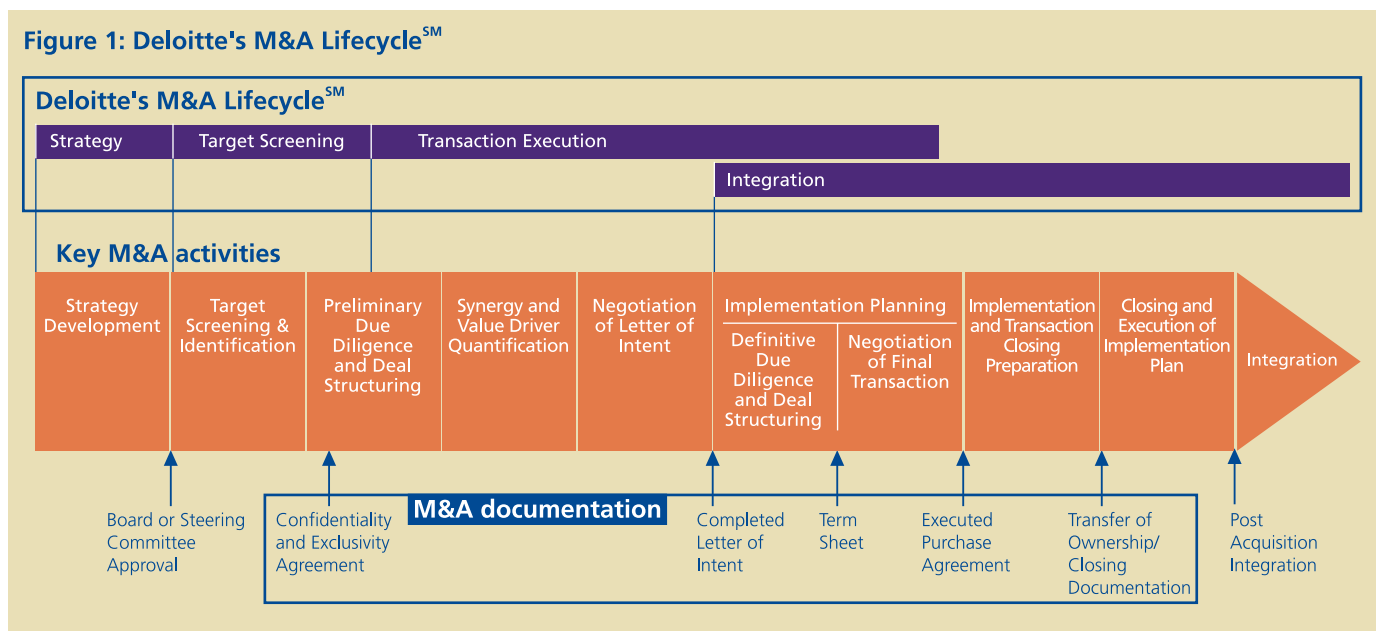 Figure 1: Deloitte's M&A Lifecycle℠
Deloitte's M&A Lifecycle℠
Strategy
Target Screening
Transaction Execution
Integration
Key M&A activities
Strategy
Development
Target
Screening &
Identification
Preliminary
Due
Diligence
and Deal
Structuring
Synergy and
Value Driver
Quantification
Negotiation
of Letter of
Intent
Implementation Planning
Definitive
Due
Diligence
and Deal
Structuring
Negotiation
of Final
Transaction
Implementation
and Transaction
Closing
Preparation
Closing and
Execution of
Implementation
Plan
Integration
M&A documentation
Board or Steering
Committee
Approval
Confidentiality
and Exclusivity
Agreement
Completed
Letter of
Intent
Term
Sheet
Executed
Purchase
Agreement
Transfer of
Ownership/
Closing
Documentation
Post
Acquisition
Integration